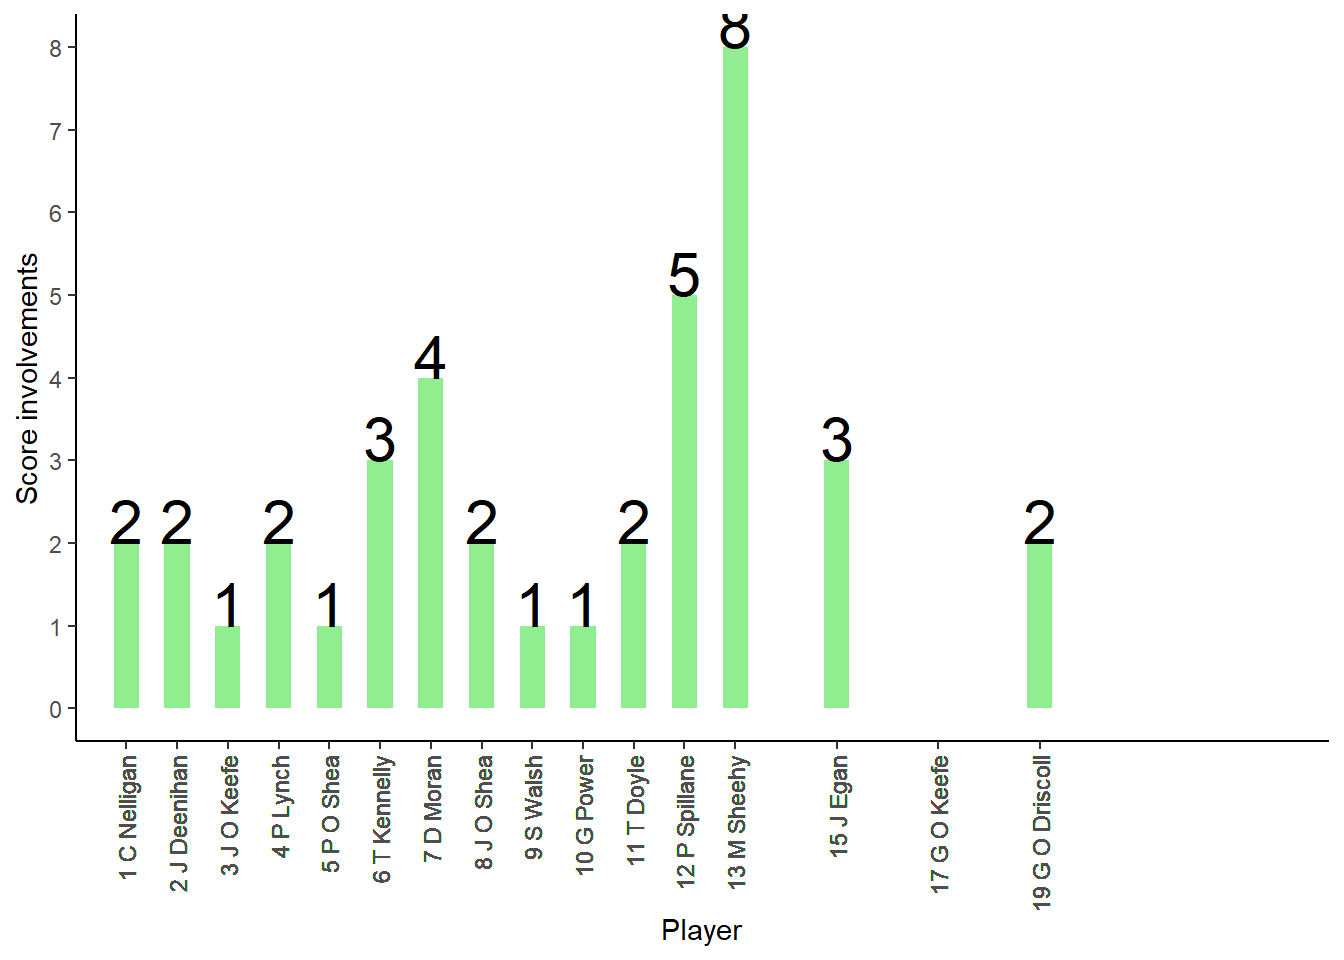 Score involvements
8
7
6
5
4
3
2
1
0
2
2
1
2
1
3
4
2
1
1
2
5
8
3
2
1 C Nelligan
2 J Deenihan
3 J O Keefe
4 P Lynch
5 P O Shea
6 T Kennelly
7 D Moran
8 J O Shea
9 S Walsh
10 G Power
11 T Doyle
12 P Spillane
13 M Sheehy
15 J Egan
17 G O Keefe
19 G O Driscoll
Player